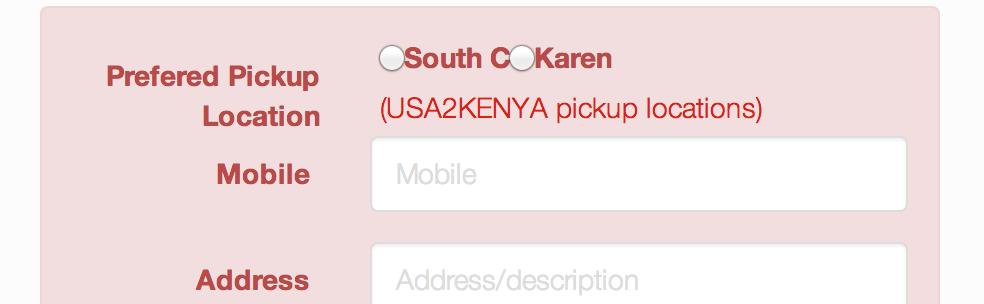 South C Karen
Prefered Pickup
Location
(USA2KENYA pickup locations)
Mobile Mobile
Address Address/description